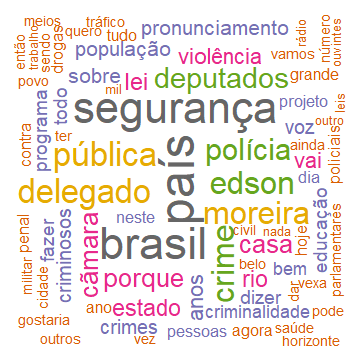 meios
tráfico
pronunciamento
rádio
número
ouvintes
então
trabalho
sendo
drogas
quero
tudo
população
violência
vamos
povo
sobre
lei
deputados
grande
mil
segurança
projeto
leis
programa
todo
contra
ter
pública
país
polícia
voz
outro
ainda
policiais
vai
delegado
edson
dia
educação
parlamentares
neste
moreira
câmara
brasil
crime
civil
nada
hoje
casa
penal
militar
cidade
fazer
criminosos
porque
anos
rio
belo
bem
dar
vexa
ano
estado
dizer
criminalidade
pode
gostaria
crimes
pessoas
agora
saúde
outros
vez
horizonte